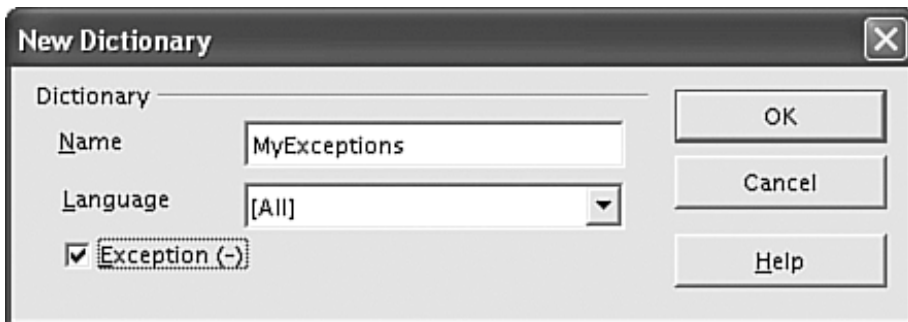 New Dictionary
Dictionary
Name
MyExceptions
Language
[All]
Exception (-)
OK
Cancel
Help